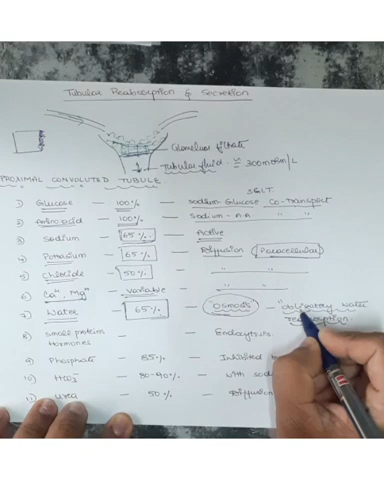 Tubular Reabsorption & Secretion
Glomerular filtrate
Tubular fluid. ≃ 300mosm/L
PROXIMAL CONVOLUTED TUBULE
SGLT.
1) Glucose — 100% — Sodium-Glucose Co-transport
2) Amino acid — 100% — Sodium-A.A " "
3) Sodium — 65% — Active
4) Potassium — 65% — Diffusion (Paracellular)
5) Chloride — 50% — " "
6) Ca++, Mg++ — variable — " "
7) Water — 65% — Osmosis — "Obligatory water
reabsorption
8) Small proteins — Endocytosis.
Hormones
9) Phosphate — 85% — Inhibited
10) HCO3- — 80-90% — with
11) Urea — 50% — Diffusion